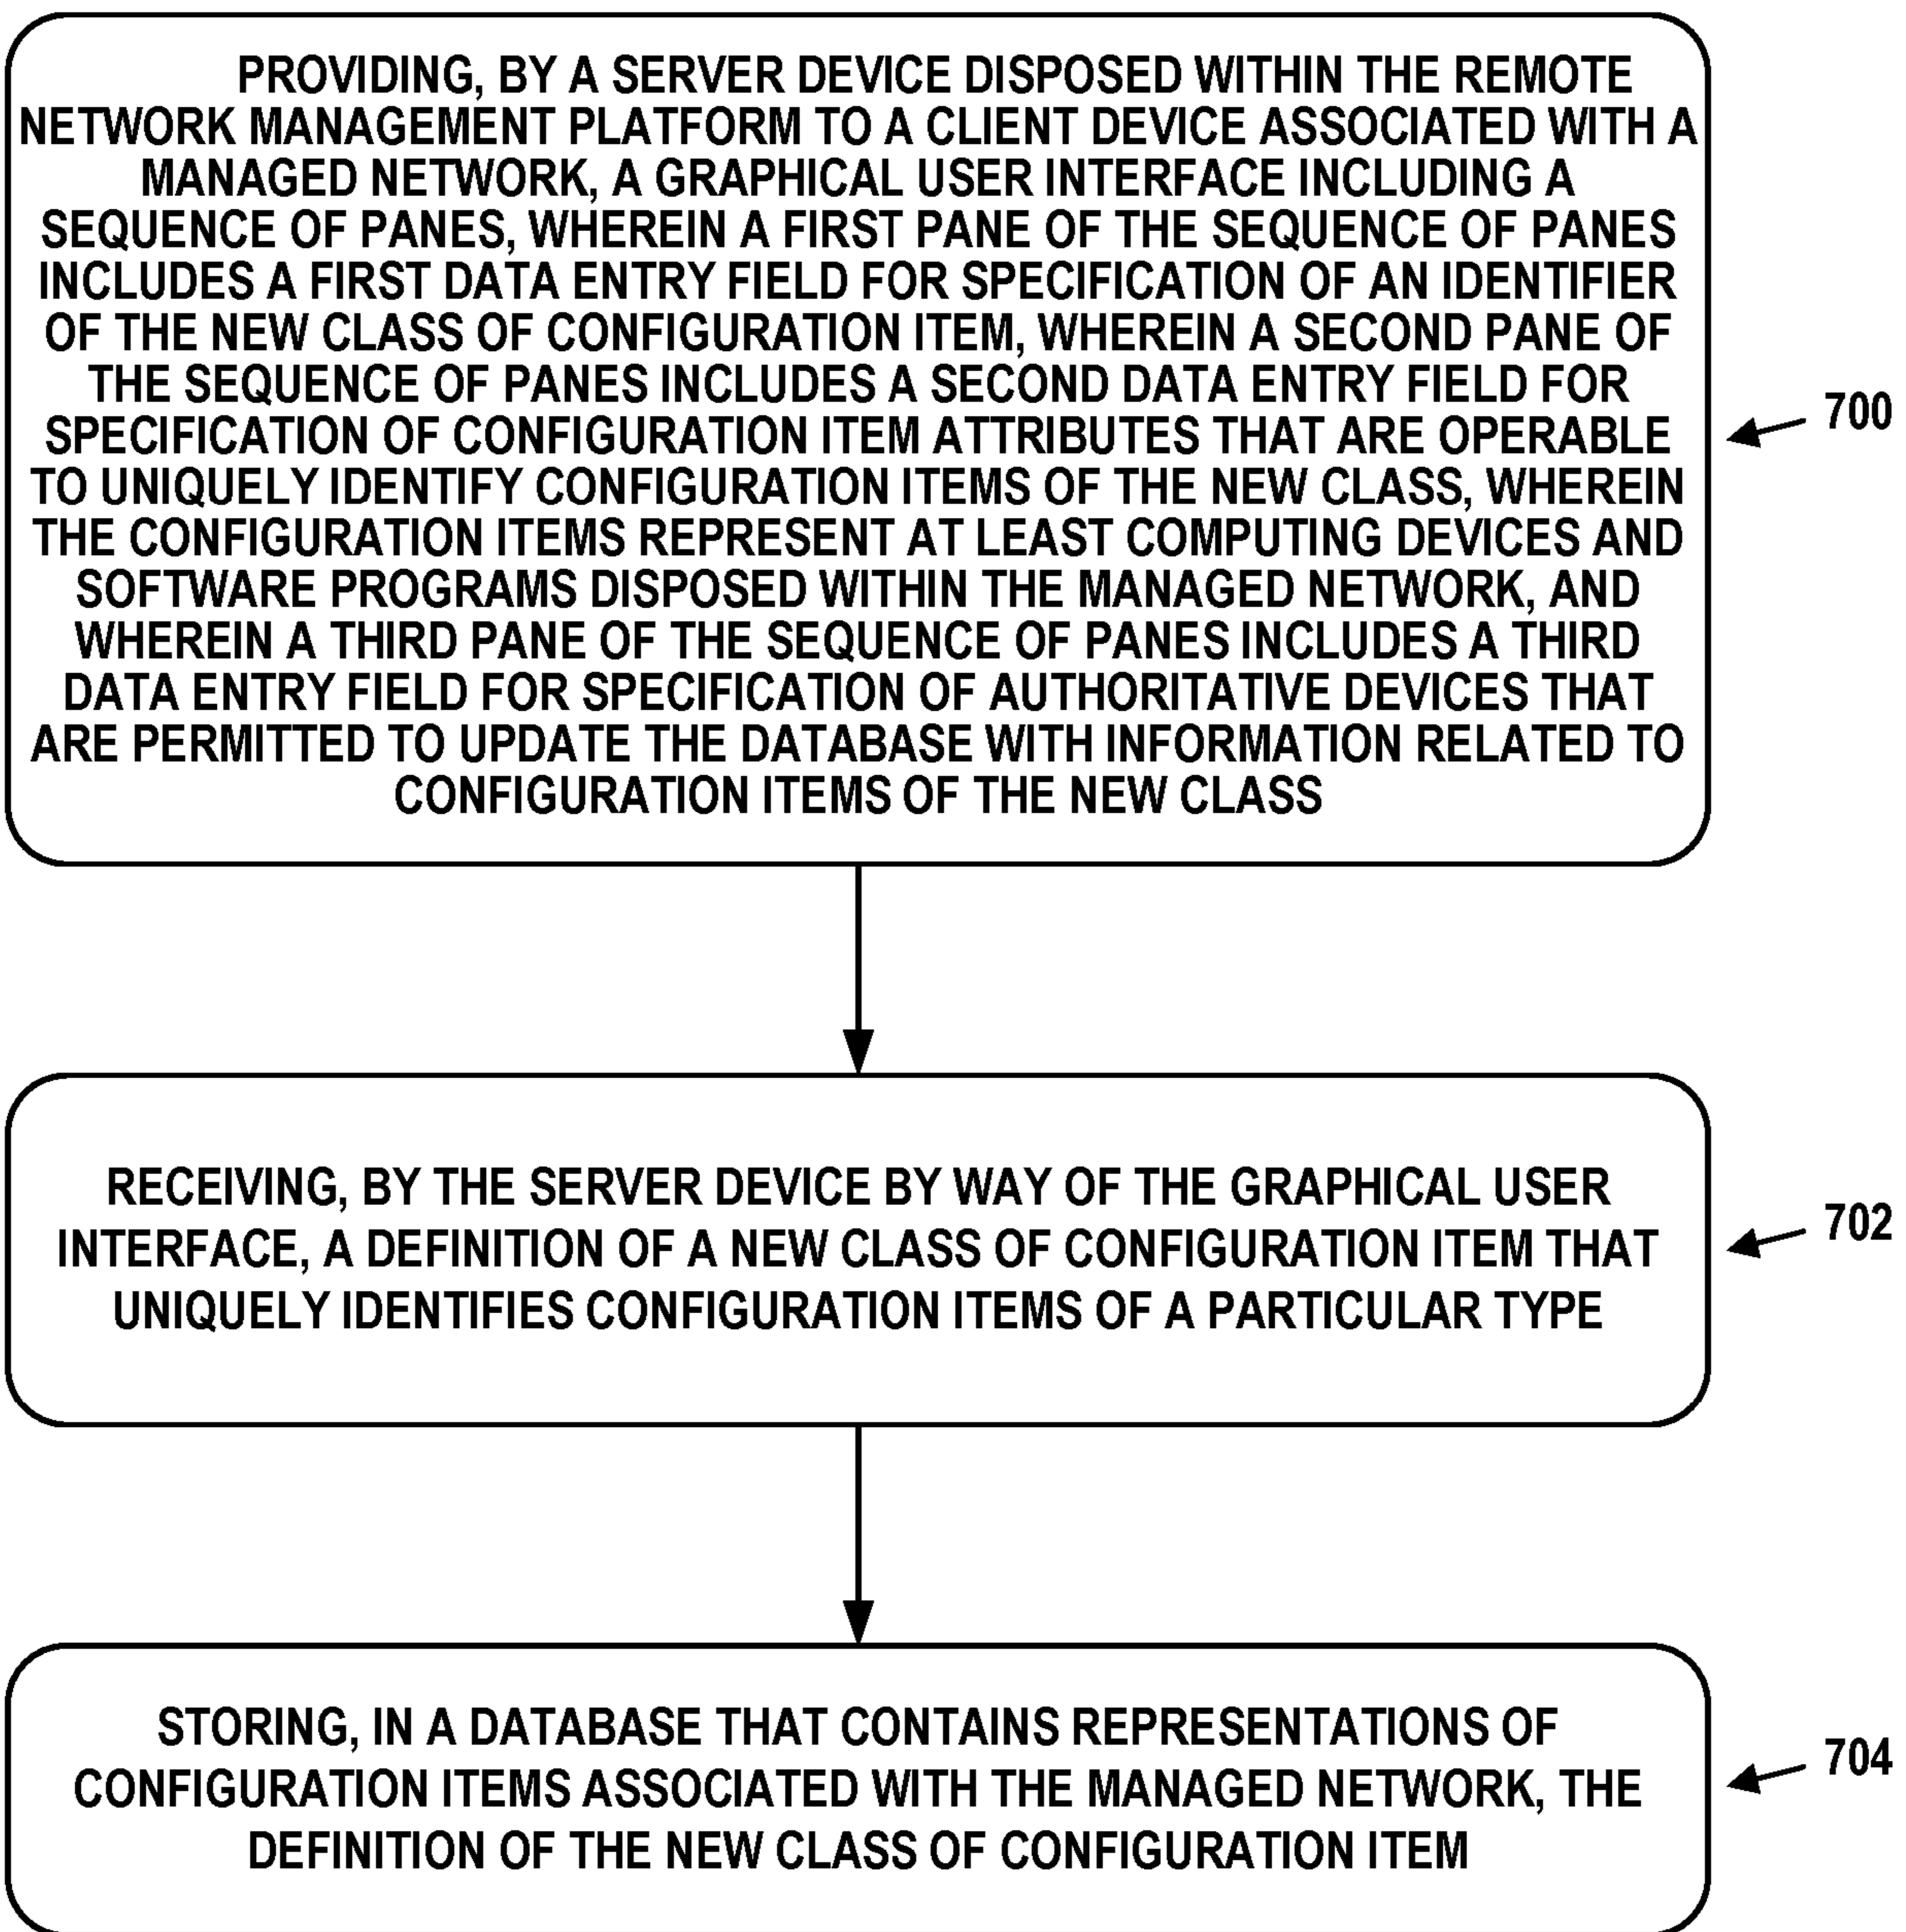 PROVIDING, BY A SERVER DEVICE DISPOSED WITHIN THE REMOTE
NETWORK MANAGEMENT PLATFORM TO A CLIENT DEVICE ASSOCIATED WITH A
MANAGED NETWORK, A GRAPHICAL USER INTERFACE INCLUDING A
SEQUENCE OF PANES, WHEREIN A FIRST PANE OF THE SEQUENCE OF PANES
INCLUDES A FIRST DATA ENTRY FIELD FOR SPECIFICATION OF AN IDENTIFIER
OF THE NEW CLASS OF CONFIGURATION ITEM, WHEREIN A SECOND PANE OF
THE SEQUENCE OF PANES INCLUDES A SECOND DATA ENTRY FIELD FOR
SPECIFICATION OF CONFIGURATION ITEM ATTRIBUTES THAT ARE OPERABLE
TO UNIQUELY IDENTIFY CONFIGURATION ITEMS OF THE NEW CLASS, WHEREIN
THE CONFIGURATION ITEMS REPRESENT AT LEAST COMPUTING DEVICES AND
SOFTWARE PROGRAMS DISPOSED WITHIN THE MANAGED NETWORK, AND
WHEREIN A THIRD PANE OF THE SEQUENCE OF PANES INCLUDES A THIRD
DATA ENTRY FIELD FOR SPECIFICATION OF AUTHORITATIVE DEVICES THAT
ARE PERMITTED TO UPDATE THE DATABASE WITH INFORMATION RELATED TO
CONFIGURATION ITEMS OF THE NEW CLASS
700
RECEIVING, BY THE SERVER DEVICE BY WAY OF THE GRAPHICAL USER
INTERFACE, A DEFINITION OF A NEW CLASS OF CONFIGURATION ITEM THAT
UNIQUELY IDENTIFIES CONFIGURATION ITEMS OF A PARTICULAR TYPE
702
STORING, IN A DATABASE THAT CONTAINS REPRESENTATIONS OF
CONFIGURATION ITEMS ASSOCIATED WITH THE MANAGED NETWORK, THE
DEFINITION OF THE NEW CLASS OF CONFIGURATION ITEM
704